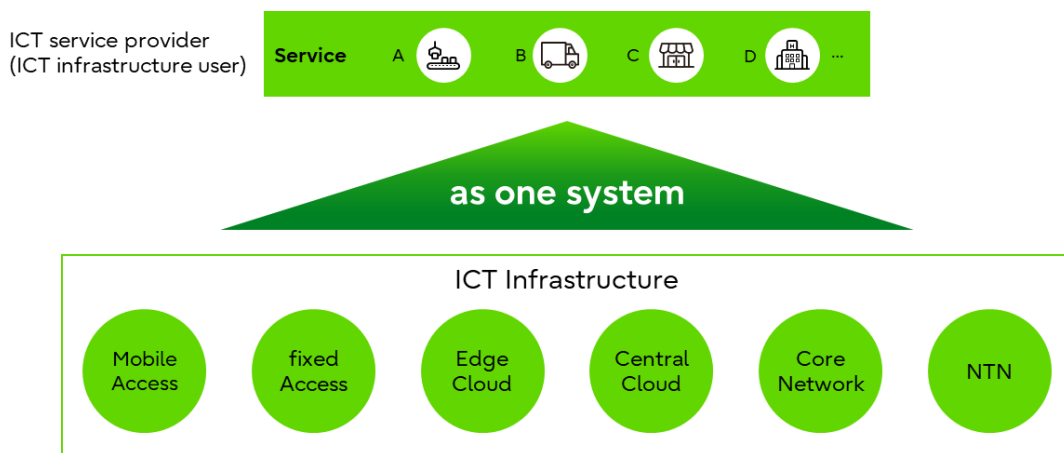 ICT service provider
(ICT infrastructure user)
Service A B C D ...
H
as one system
ICT Infrastructure
Mobile
Access
fixed
Access
Edge
Cloud
Central
Cloud
Core
Network
NTN